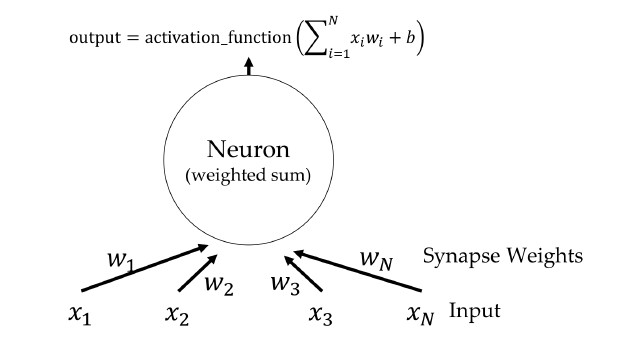 output = activation_function(∑_{i=1}^{N} x_i w_i + b)
Neuron
(weighted sum)
w_1 w_2 w_3 w_N Synapse Weights
x_1 x_2 x_3 x_N Input